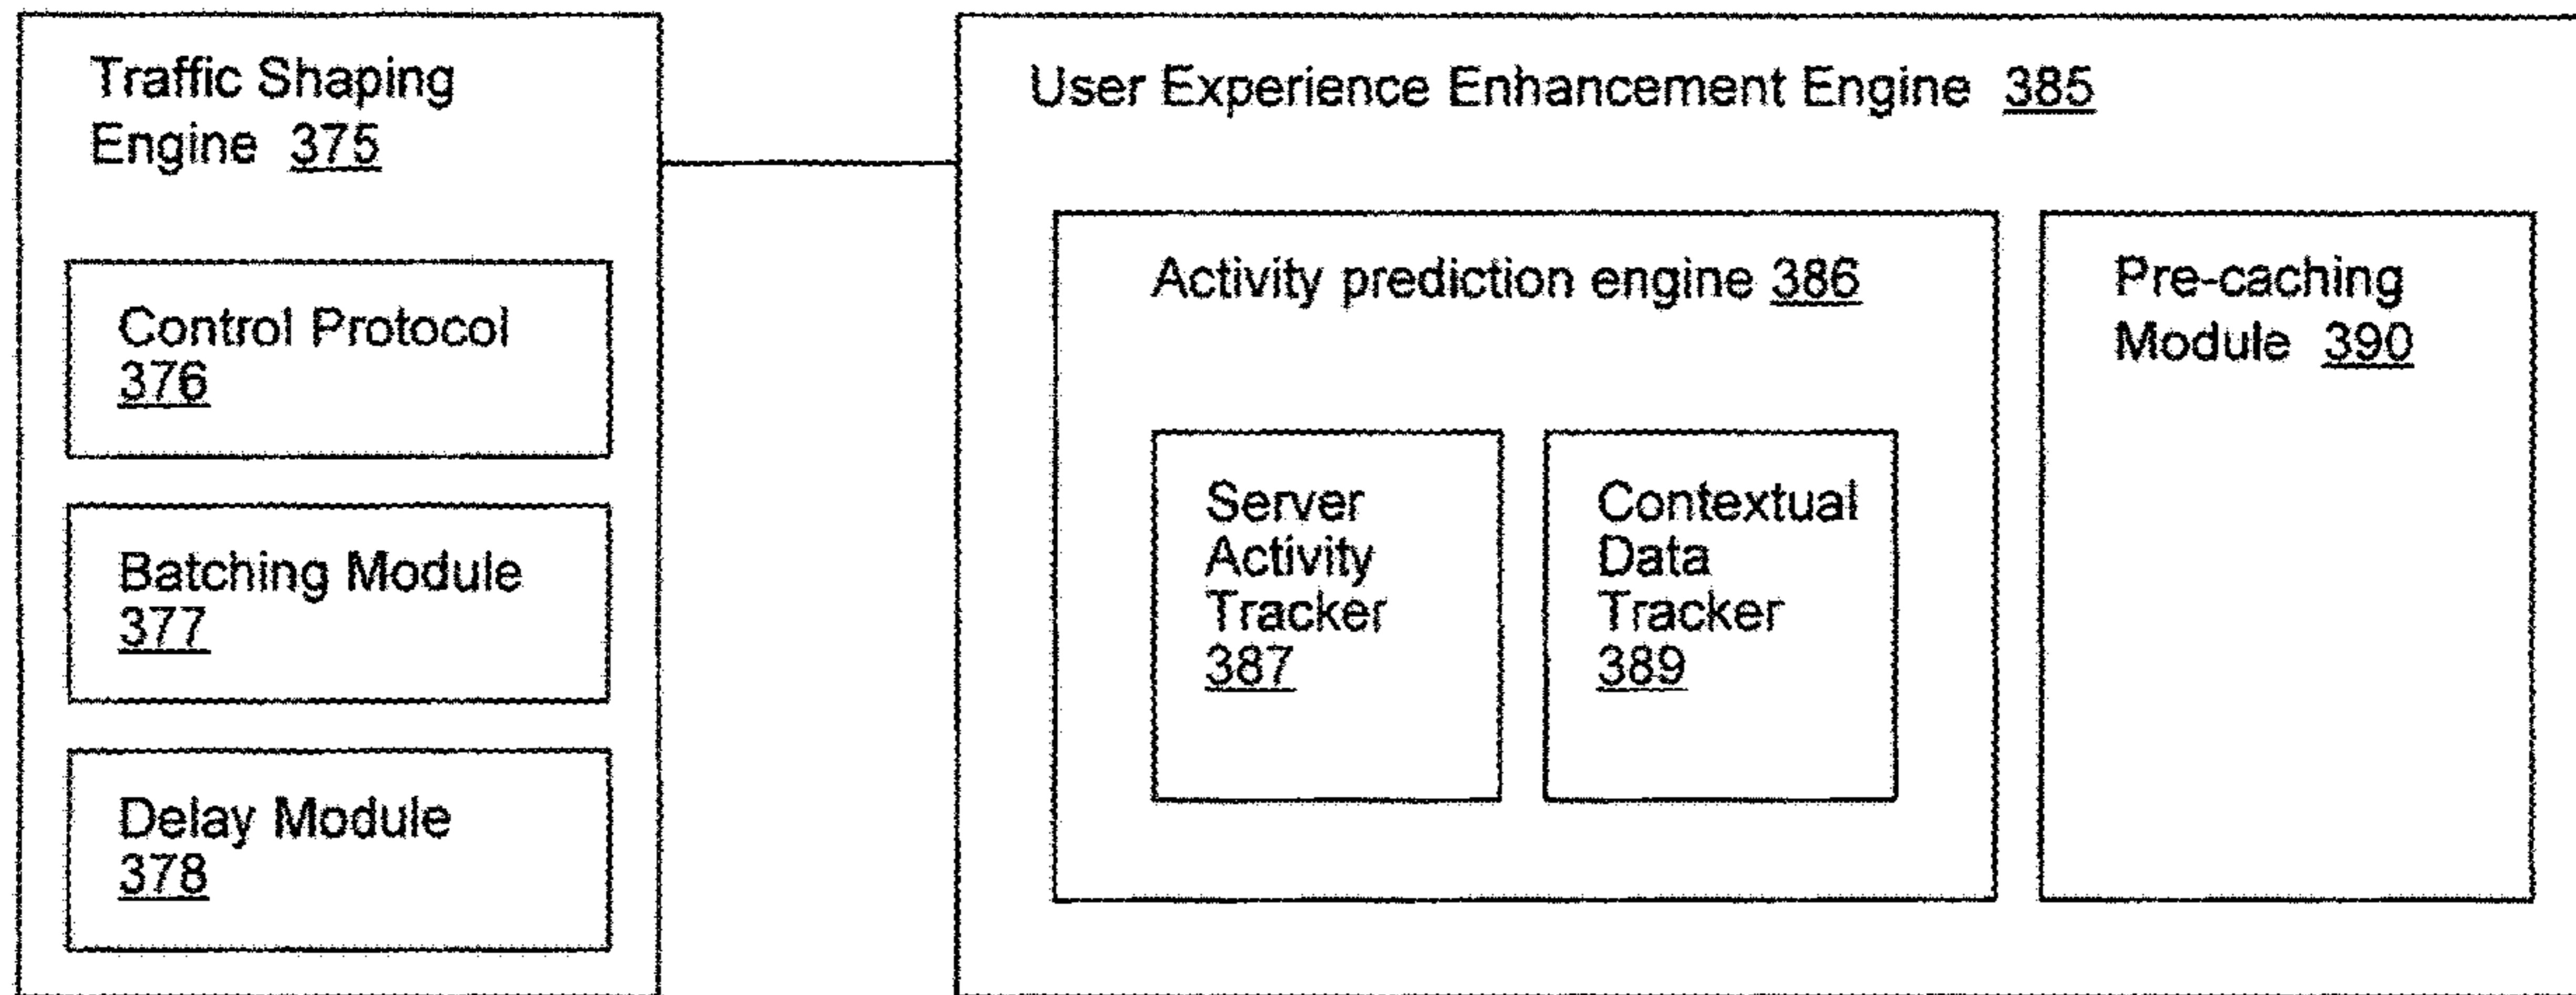 Traffic Shaping
Engine 375
Control Protocol
376
Batching Module
377
Delay Module
378
User Experience Enhancement Engine 385
Activity prediction engine 386
Server
Activity
Tracker
387
Contextual
Data
Tracker
389
Pre-caching
Module 390